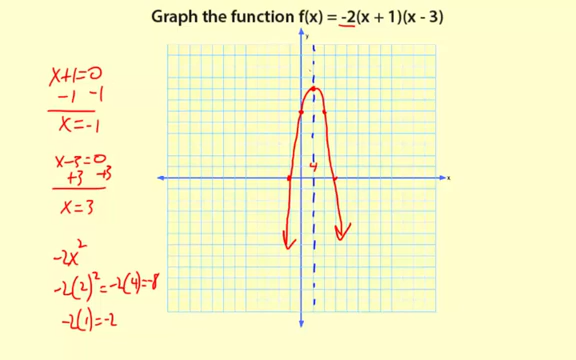 Graph the function f(x) = -2(x + 1)(x - 3)
y
x
x+1=0
-1 -1
x=-1
x-3=0
+3 +3
x=3
-2x²
-2(2)²=-2(4)=-8
-2(1)=-2
4